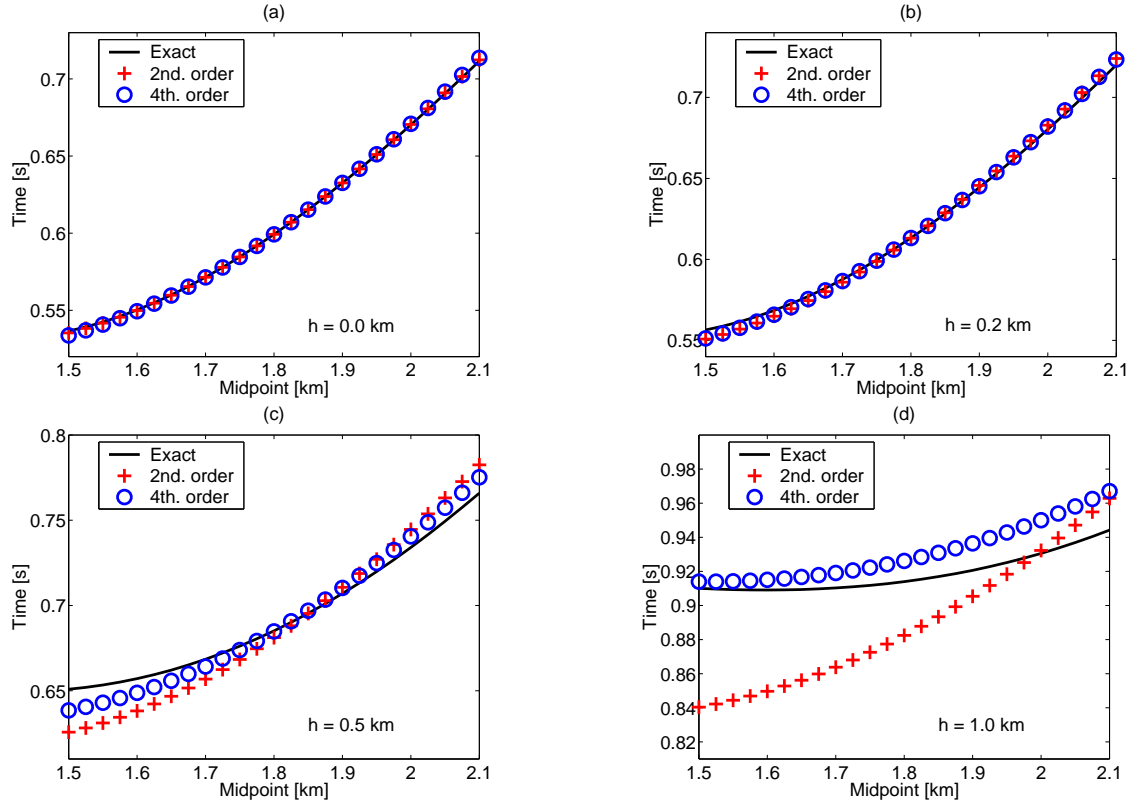 (a)
Exact
2nd. order
4th. order
0.7
0.65
0.6
0.55
Time [s]
h = 0.0 km
1.5 1.6 1.7 1.8 1.9 2 2.1
Midpoint [km]
(b)
Exact
2nd. order
4th. order
0.7
0.65
0.6
0.55
Time [s]
h = 0.2 km
1.5 1.6 1.7 1.8 1.9 2 2.1
Midpoint [km]
(c)
Exact
2nd. order
4th. order
0.8
0.75
0.7
0.65
Time [s]
h = 0.5 km
1.5 1.6 1.7 1.8 1.9 2 2.1
Midpoint [km]
(d)
Exact
2nd. order
4th. order
0.98
0.96
0.94
0.92
0.9
0.88
0.86
0.84
0.82
Time [s]
h = 1.0 km
1.5 1.6 1.7 1.8 1.9 2 2.1
Midpoint [km]